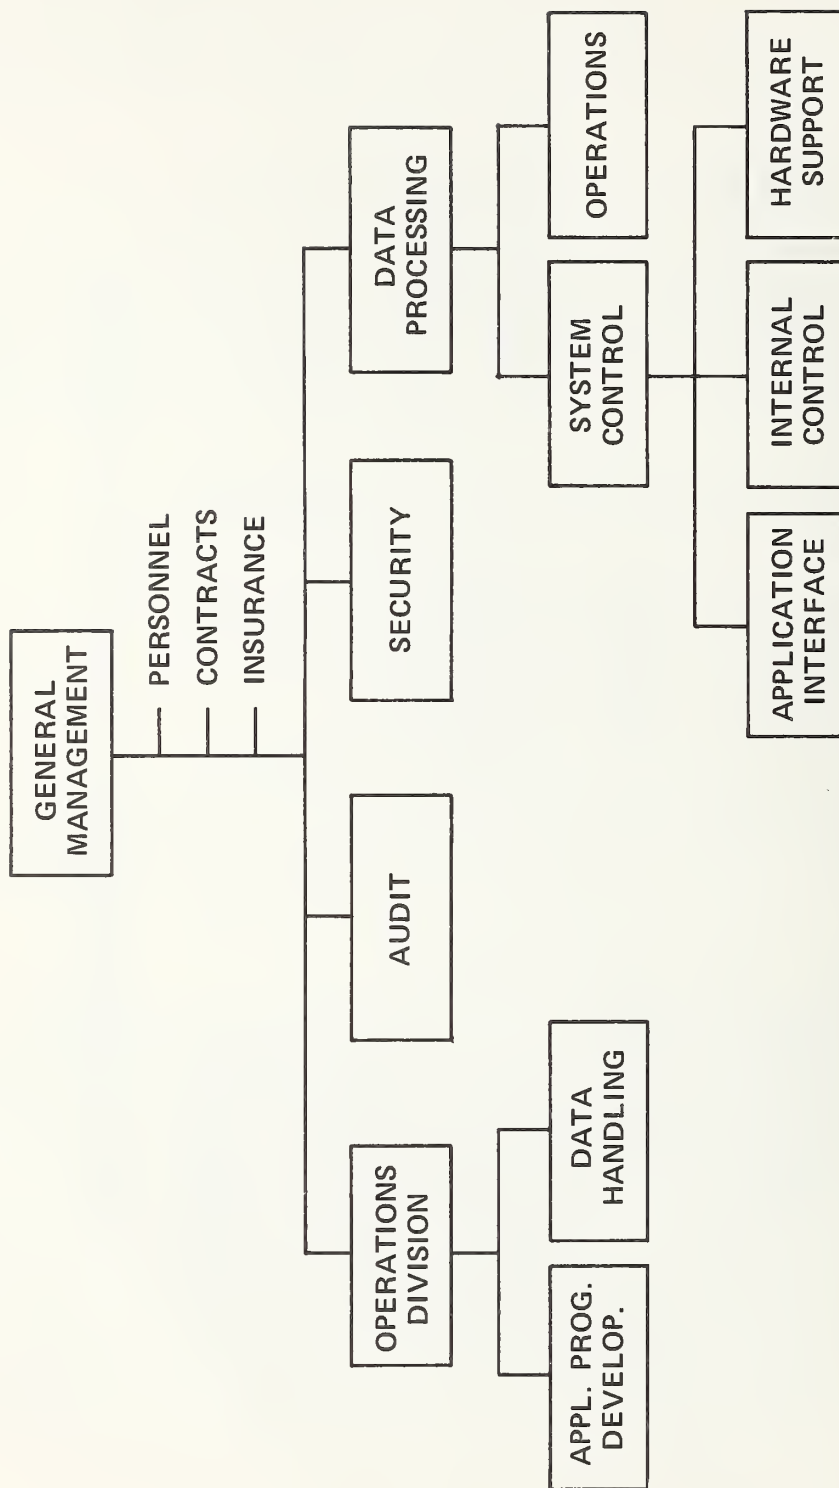 GENERAL
MANAGEMENT
PERSONNEL
CONTRACTS
INSURANCE
OPERATIONS
DIVISION
AUDIT
SECURITY
DATA
PROCESSING
APPL. PROG.
DEVELOP.
DATA
HANDLING
SYSTEM
CONTROL
OPERATIONS
APPLICATION
INTERFACE
INTERNAL
CONTROL
HARDWARE
SUPPORT